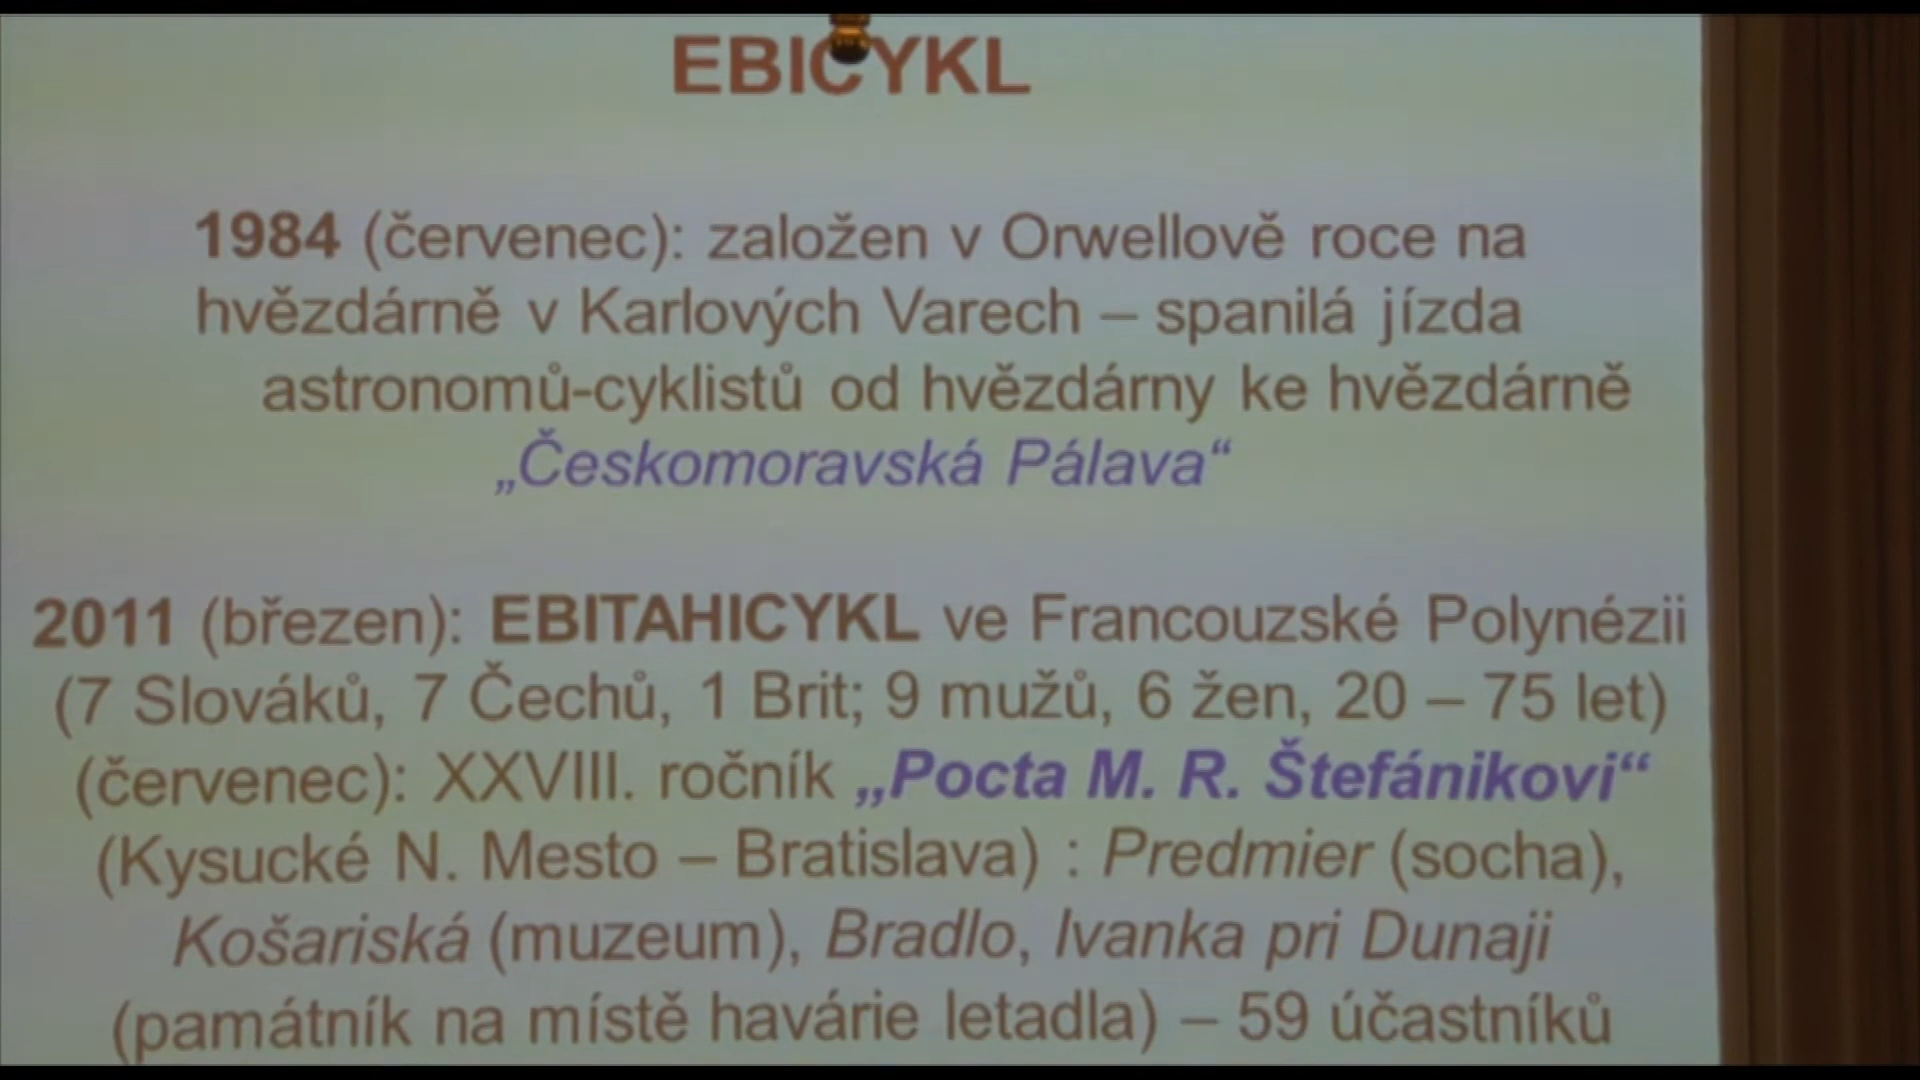 EBICYKL
1984 (červenec): založen v Orwellově roce na
hvězdárně v Karlových Varech – spanilá jízda
astronomů-cyklistů od hvězdárny ke hvězdárně
„Českomoravská Pálava“
2011 (březen): EBITAHICYKL ve Francouzské Polynézii
(7 Slováků, 7 Čechů, 1 Brit; 9 mužů, 6 žen, 20 – 75 let)
(červenec): XXVIII. ročník „Pocta M. R. Štefánikovi“
(Kysucké N. Mesto – Bratislava) : Predmier (socha),
Košariská (muzeum), Bradlo, Ivanka pri Dunaji
(památník na místě havárie letadla) – 59 účastníků